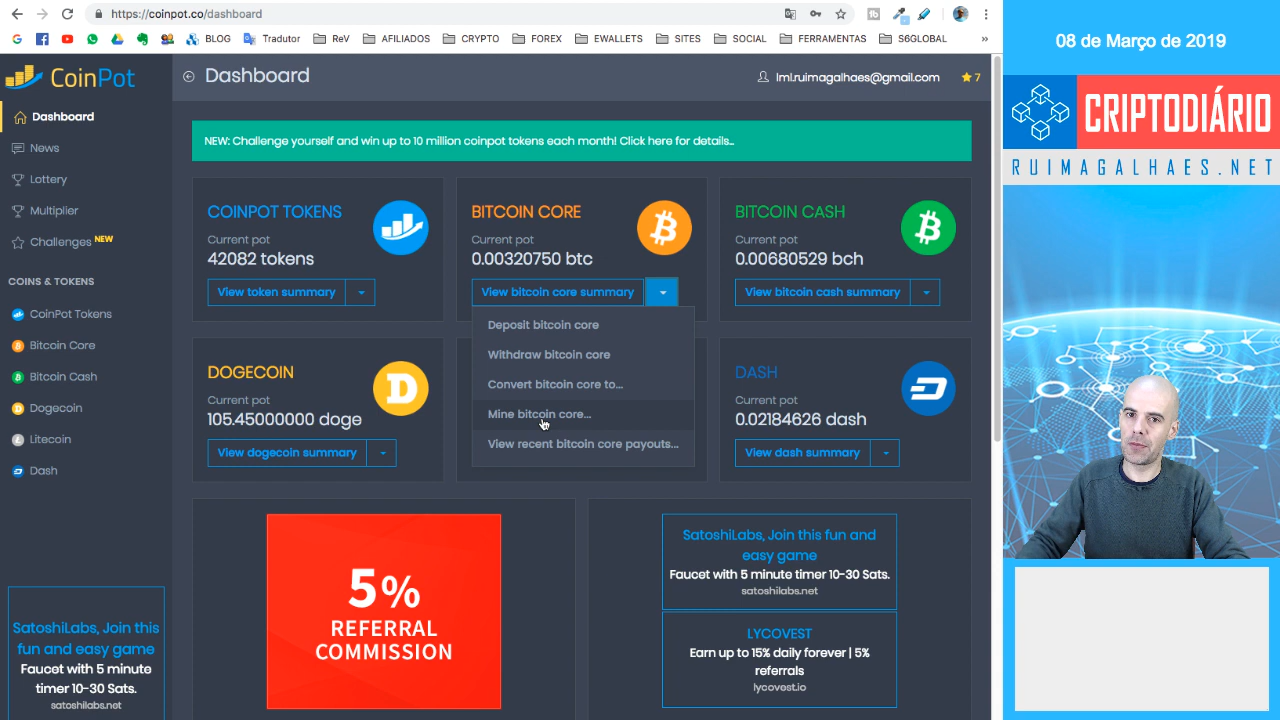 https://coinpot.co/dashboard
BLOG
Tradutor
ReV
AFILIADOS
CRYPTO
FOREX
EWALLETS
SITES
SOCIAL
FERRAMENTAS
S6GLOBAL
»
CoinPot
Dashboard
News
Lottery
Multiplier
Challenges NEW
COINS & TOKENS
CoinPot Tokens
Bitcoin Core
Bitcoin Cash
Dogecoin
Litecoin
Dash
SatoshiLabs, Join this
fun and easy game
Faucet with 5 minute
timer 10-30 Sats.
satoshilabs.net
Dashboard
lml.ruimagalhaes@gmail.com
7
NEW: Challenge yourself and win up to 10 million coinpot tokens each month! Click here for details...
COINPOT TOKENS
Current pot
42082 tokens
View token summary
BITCOIN CORE
Current pot
0.00320750 btc
View bitcoin core summary
Deposit bitcoin core
Withdraw bitcoin core
Convert bitcoin core to...
Mine bitcoin core...
View recent bitcoin core payouts...
BITCOIN CASH
Current pot
0.00680529 bch
View bitcoin cash summary
DOGECOIN
Current pot
105.45000000 doge
View dogecoin summary
DASH
Current pot
0.02184626 dash
View dash summary
5%
REFERRAL
COMMISSION
SatoshiLabs, Join this fun and
easy game
Faucet with 5 minute timer 10-30 Sats.
satoshilabs.net
LYCOVEST
Earn up to 15% daily forever | 5%
referrals
lycovest.io
08 de Março de 2019
CRIPTODIÁRIO
RUIMAGALHAES.NET